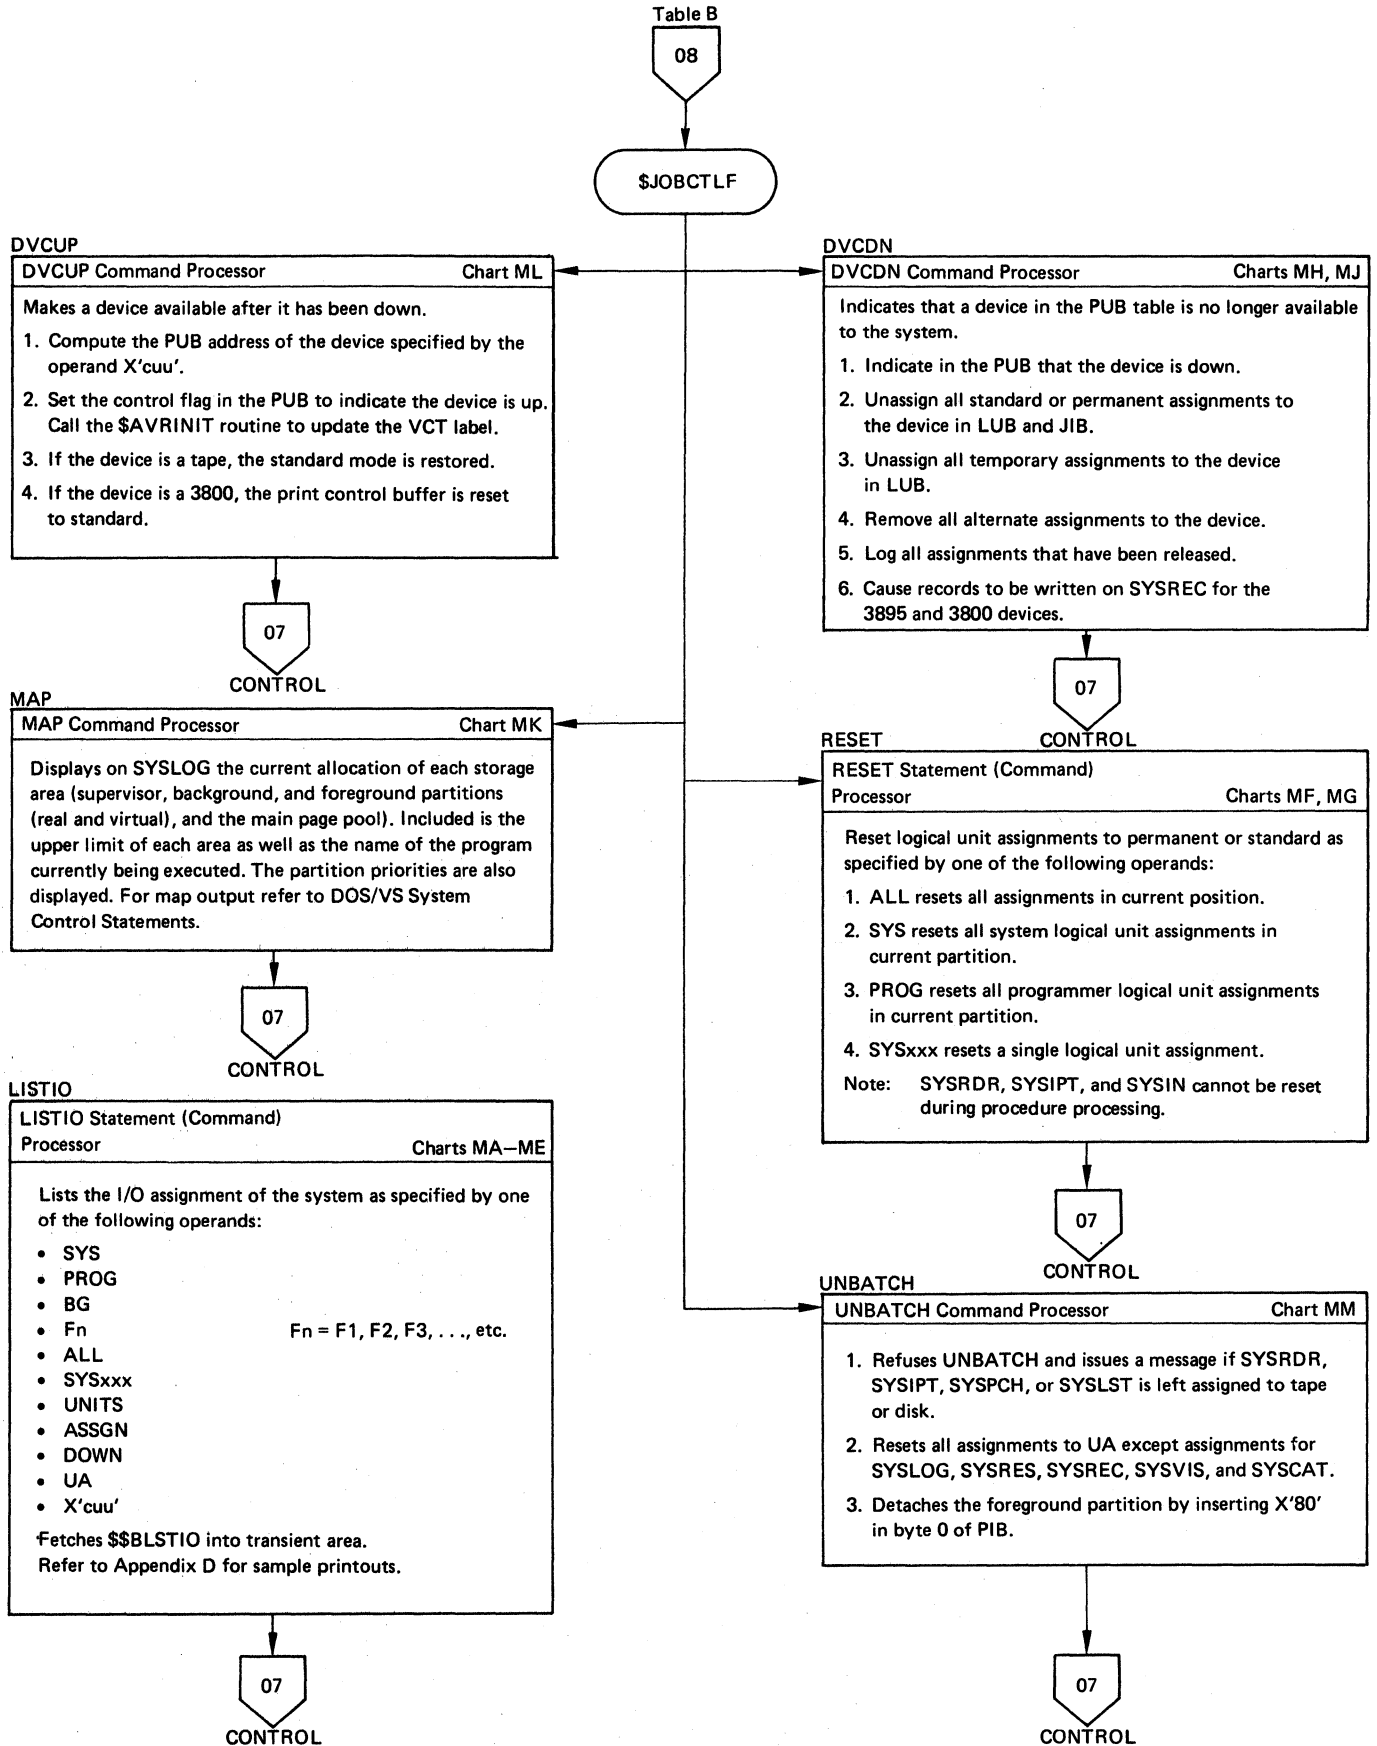 Table B
08
$JOBCTLF
DVCUP
DVCUP Command Processor Chart ML
Makes a device available after it has been down.
1. Compute the PUB address of the device specified by the
operand X'cuu'.
2. Set the control flag in the PUB to indicate the device is up.
Call the $AVRINIT routine to update the VCT label.
3. If the device is a tape, the standard mode is restored.
4. If the device is a 3800, the print control buffer is reset
to standard.
07
CONTROL
MAP
MAP Command Processor Chart MK
Displays on SYSLOG the current allocation of each storage
area (supervisor, background, and foreground partitions
(real and virtual), and the main page pool). Included is the
upper limit of each area as well as the name of the program
currently being executed. The partition priorities are also
displayed. For map output refer to DOS/VS System
Control Statements.
07
CONTROL
LISTIO
LISTIO Statement (Command)
Processor Charts MA–ME
Lists the I/O assignment of the system as specified by one
of the following operands:
• SYS
• PROG
• BG
• Fn Fn = F1, F2, F3, . . ., etc.
• ALL
• SYSxxx
• UNITS
• ASSGN
• DOWN
• UA
• X'cuu'
Fetches $$BLSTIO into transient area.
Refer to Appendix D for sample printouts.
07
CONTROL
DVCDN
DVCDN Command Processor Charts MH, MJ
Indicates that a device in the PUB table is no longer available
to the system.
1. Indicate in the PUB that the device is down.
2. Unassign all standard or permanent assignments to
the device in LUB and JIB.
3. Unassign all temporary assignments to the device
in LUB.
4. Remove all alternate assignments to the device.
5. Log all assignments that have been released.
6. Cause records to be written on SYSREC for the
3895 and 3800 devices.
07
CONTROL
RESET
RESET Statement (Command)
Processor Charts MF, MG
Reset logical unit assignments to permanent or standard as
specified by one of the following operands:
1. ALL resets all assignments in current position.
2. SYS resets all system logical unit assignments in
current partition.
3. PROG resets all programmer logical unit assignments
in current partition.
4. SYSxxx resets a single logical unit assignment.
Note: SYSRDR, SYSIPT, and SYSIN cannot be reset
during procedure processing.
07
CONTROL
UNBATCH
UNBATCH Command Processor Chart MM
1. Refuses UNBATCH and issues a message if SYSRDR,
SYSIPT, SYSPCH, or SYSLST is left assigned to tape
or disk.
2. Resets all assignments to UA except assignments for
SYSLOG, SYSRES, SYSREC, SYSVIS, and SYSCAT.
3. Detaches the foreground partition by inserting X'80'
in byte 0 of PIB.
07
CONTROL